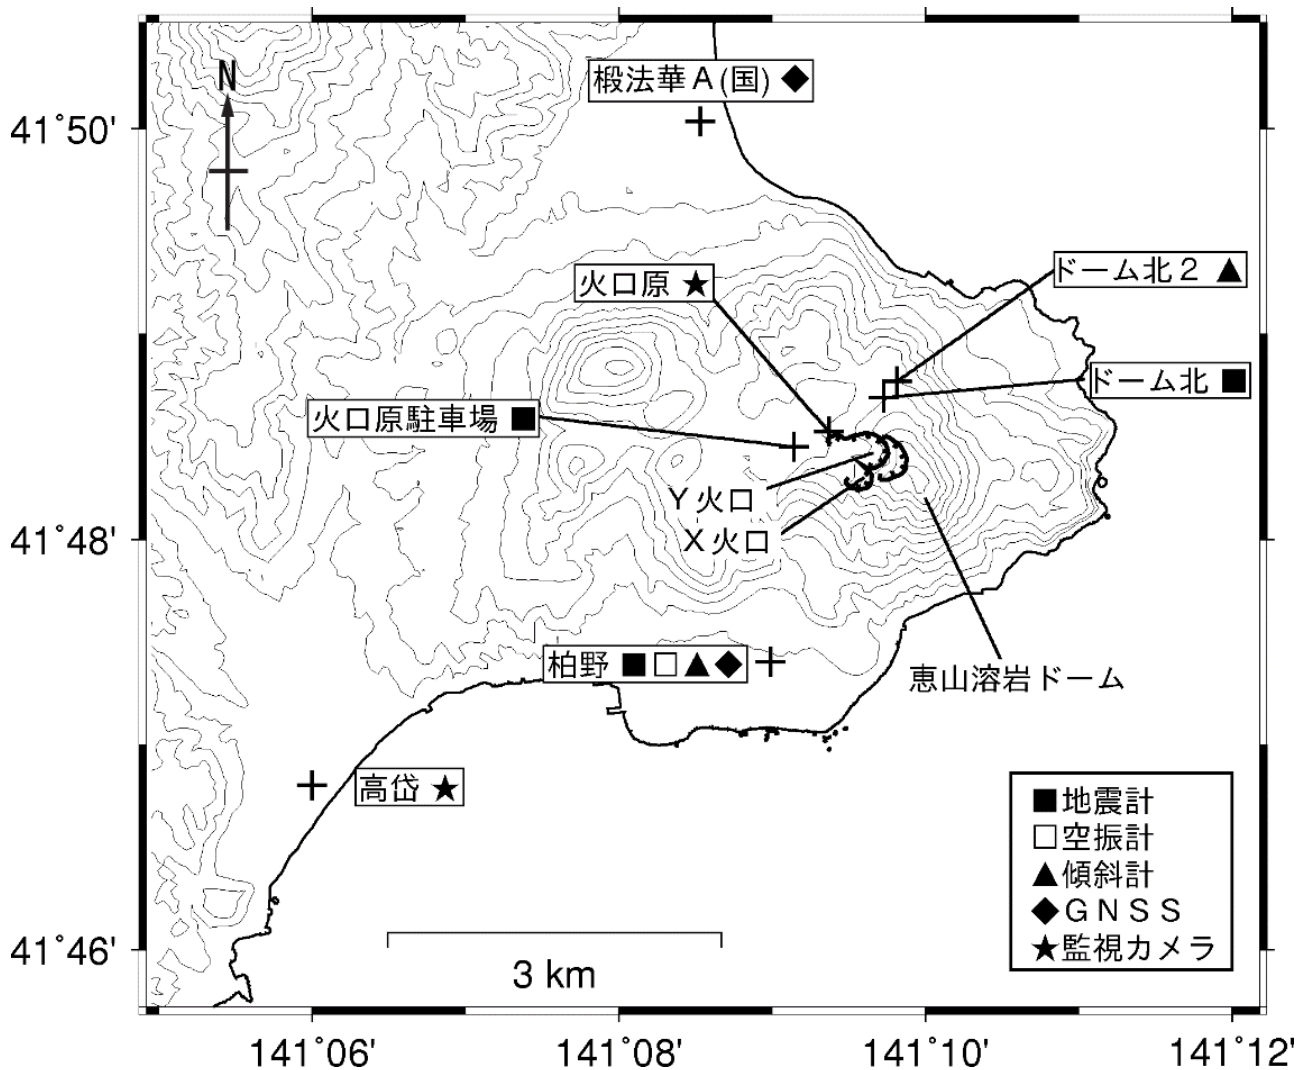 N
椴法華A(国) ◆
41°50'
ドーム北2 ▲
火口原 ★
ドーム北 ■
火口原駐車場 ■
Y火口
X火口
41°48'
柏野 ■□▲◆
恵山溶岩ドーム
高岱 ★
■地震計
□空振計
▲傾斜計
◆GNSS
★監視カメラ
41°46'
3 km
141°06'
141°08'
141°10'
141°12'